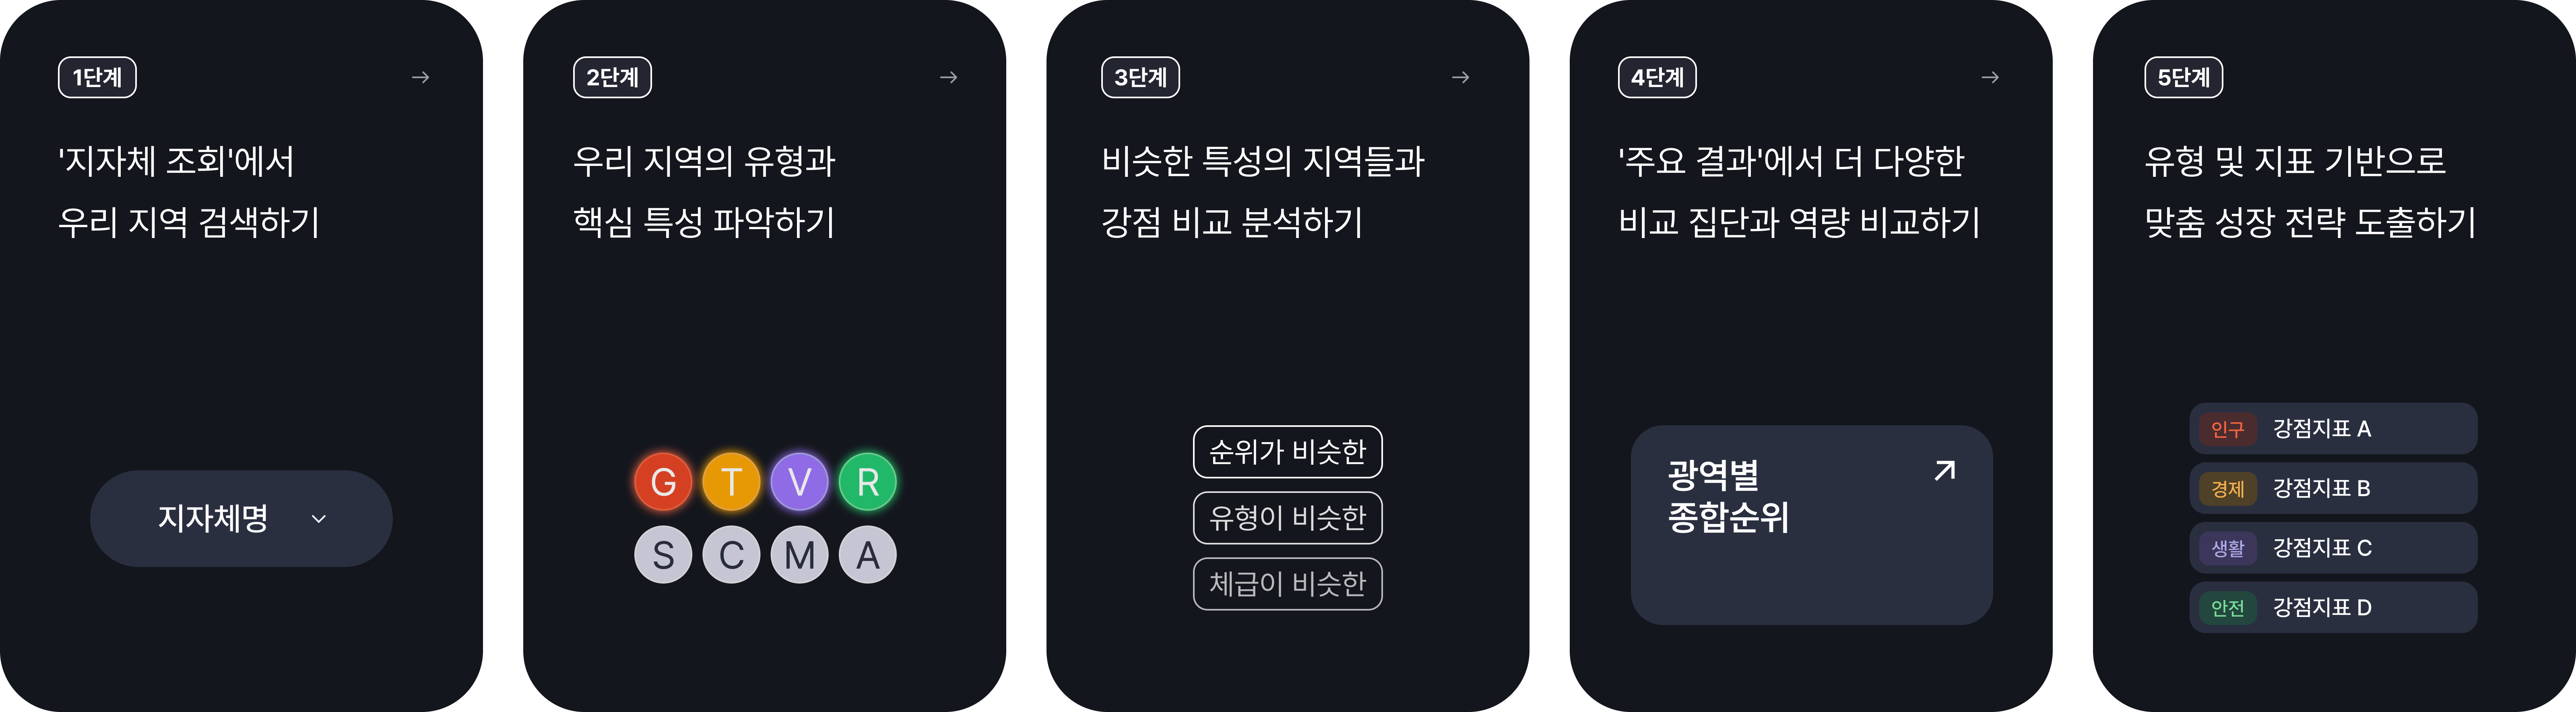 1단계
→
'지자체 조회'에서
우리 지역 검색하기
지자체명
2단계
→
우리 지역의 유형과
핵심 특성 파악하기
G T V R
S C M A
3단계
→
비슷한 특성의 지역들과
강점 비교 분석하기
순위가 비슷한
유형이 비슷한
체급이 비슷한
4단계
→
'주요 결과'에서 더 다양한
비교 집단과 역량 비교하기
광역별
종합순위
5단계
유형 및 지표 기반으로
맞춤 성장 전략 도출하기
인구 강점지표 A
경제 강점지표 B
생활 강점지표 C
안전 강점지표 D